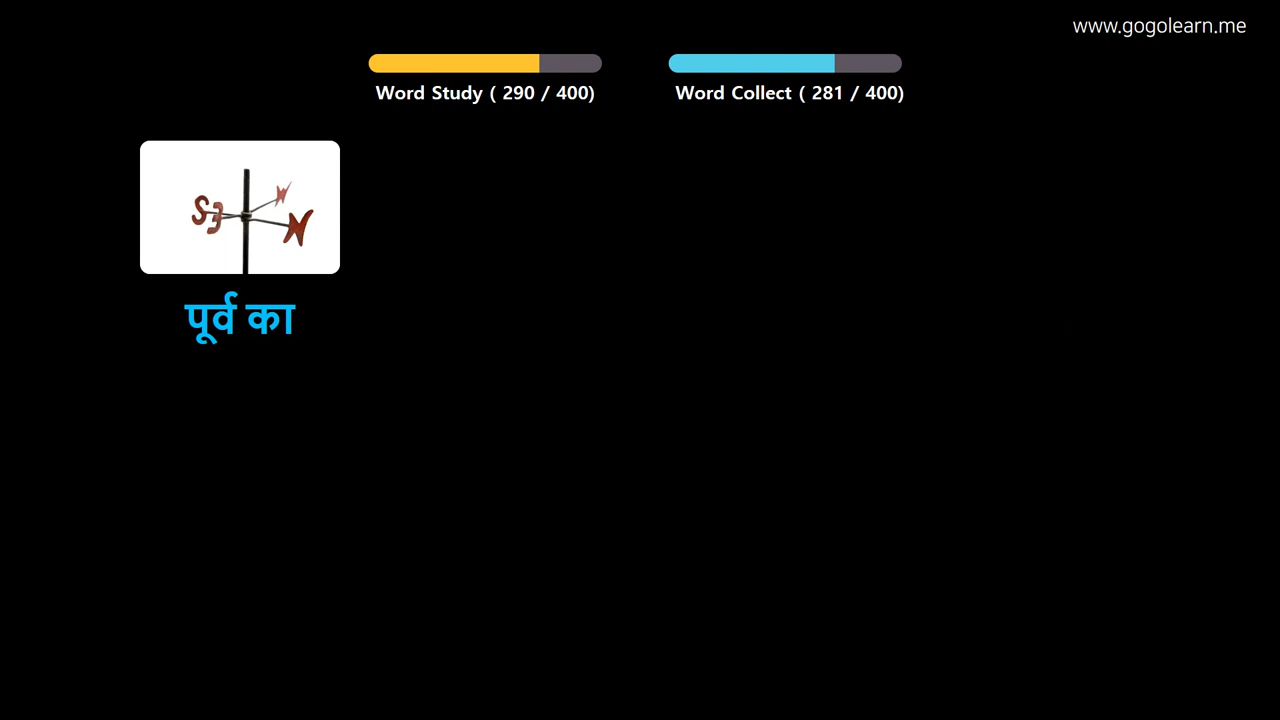 www.gogolearn.me
Word Study ( 290 / 400)
Word Collect ( 281 / 400)
S
N
पूर्व का